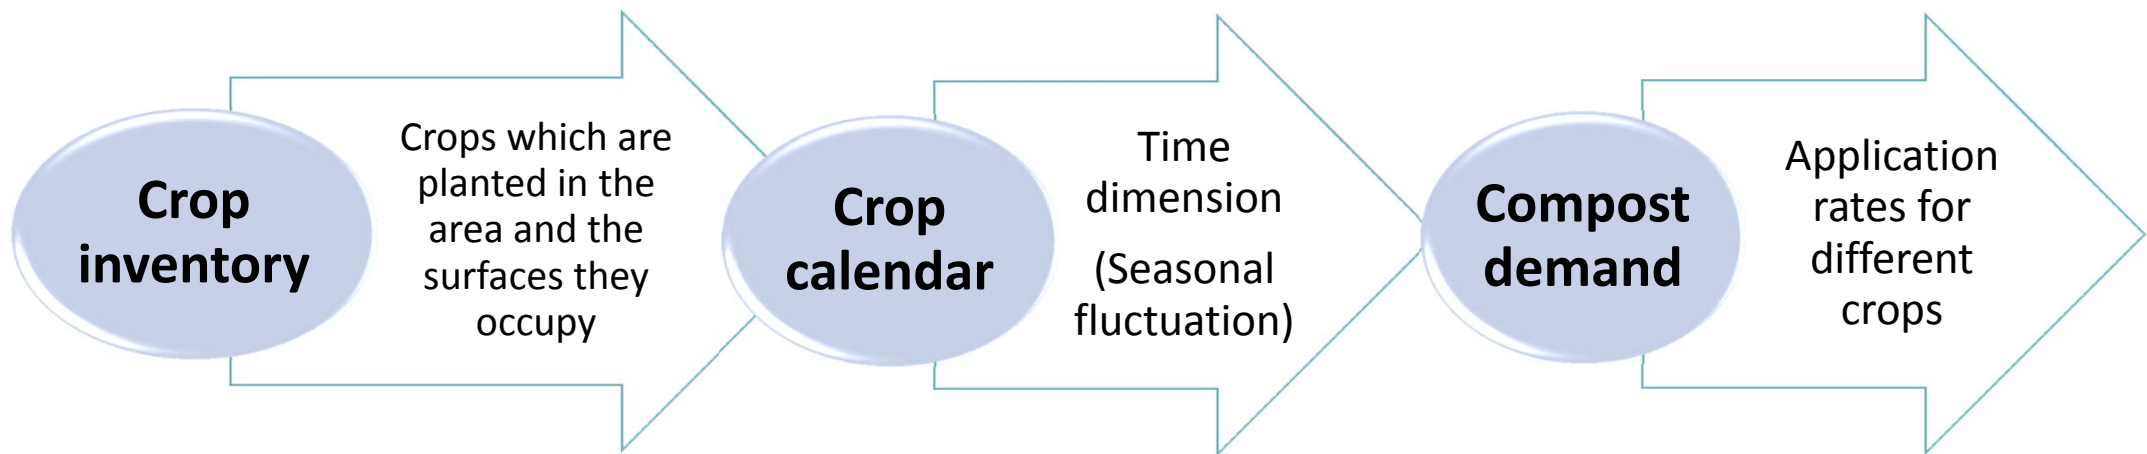 Crop
inventory
Crops which are
planted in the
area and the
surfaces they
occupy
Crop
calendar
Time
dimension
(Seasonal
fluctuation)
Compost
demand
Application
rates for
different
crops